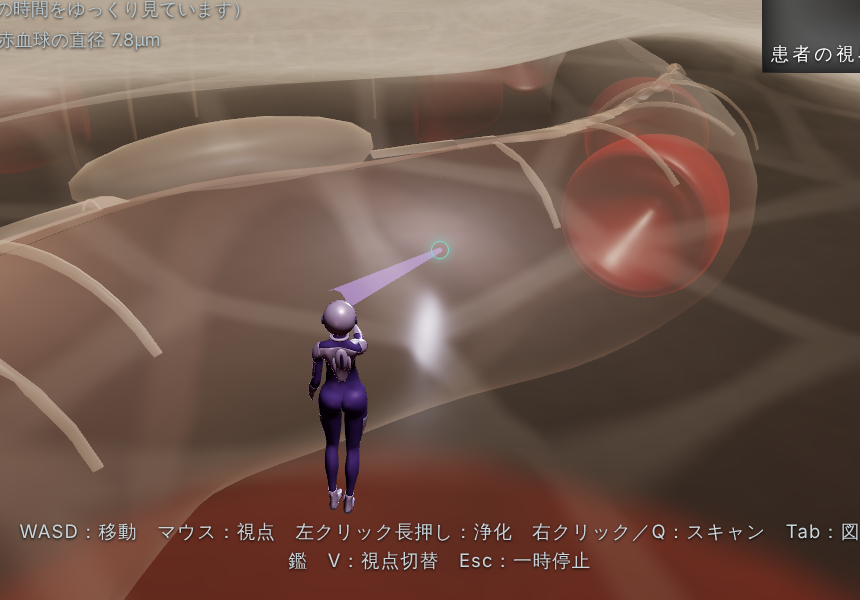 の時間をゆっくり見ています）
赤血球の直径 7.8µm
患者の視
WASD：移動　マウス：視点　左クリック長押し：浄化　右クリック／Q：スキャン　Tab：図
鑑　V：視点切替　Esc：一時停止